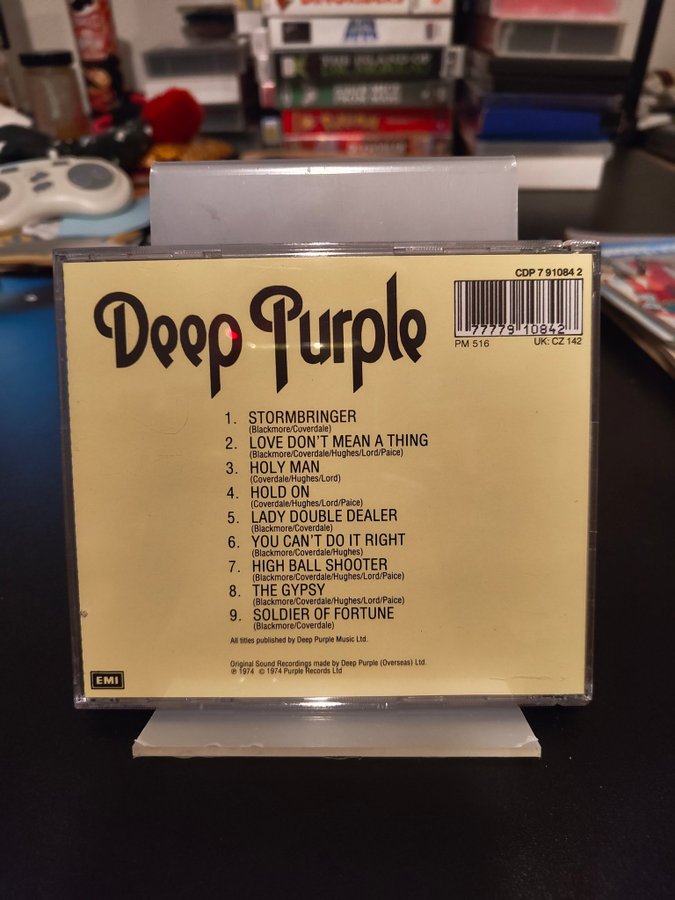 CDP 7 91084 2
Deep Purple
77779 10842
PM 516 UK: CZ 142
1. STORMBRINGER
(Blackmore/Coverdale)
2. LOVE DON'T MEAN A THING
(Blackmore/Coverdale/Hughes/Lord/Paice)
3. HOLY MAN
(Coverdale/Hughes/Lord)
4. HOLD ON
(Coverdale/Hughes/Lord/Paice)
5. LADY DOUBLE DEALER
(Blackmore/Coverdale)
6. YOU CAN'T DO IT RIGHT
(Blackmore/Coverdale/Hughes)
7. HIGH BALL SHOOTER
(Blackmore/Coverdale/Hughes/Lord/Paice)
8. THE GYPSY
(Blackmore/Coverdale/Hughes/Lord/Paice)
9. SOLDIER OF FORTUNE
(Blackmore/Coverdale)
All titles published by Deep Purple Music Ltd.
Original Sound Recordings made by Deep Purple (Overseas) Ltd.
℗ 1974 © 1974 Purple Records Ltd
EMI